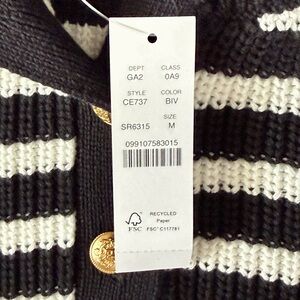 DEPT CLASS
GA2 0A9
STYLE COLOR
CE737 BIV
SIZE
SR6315 M
099107583015
RECYCLED
Paper
FSC FSC® C117781